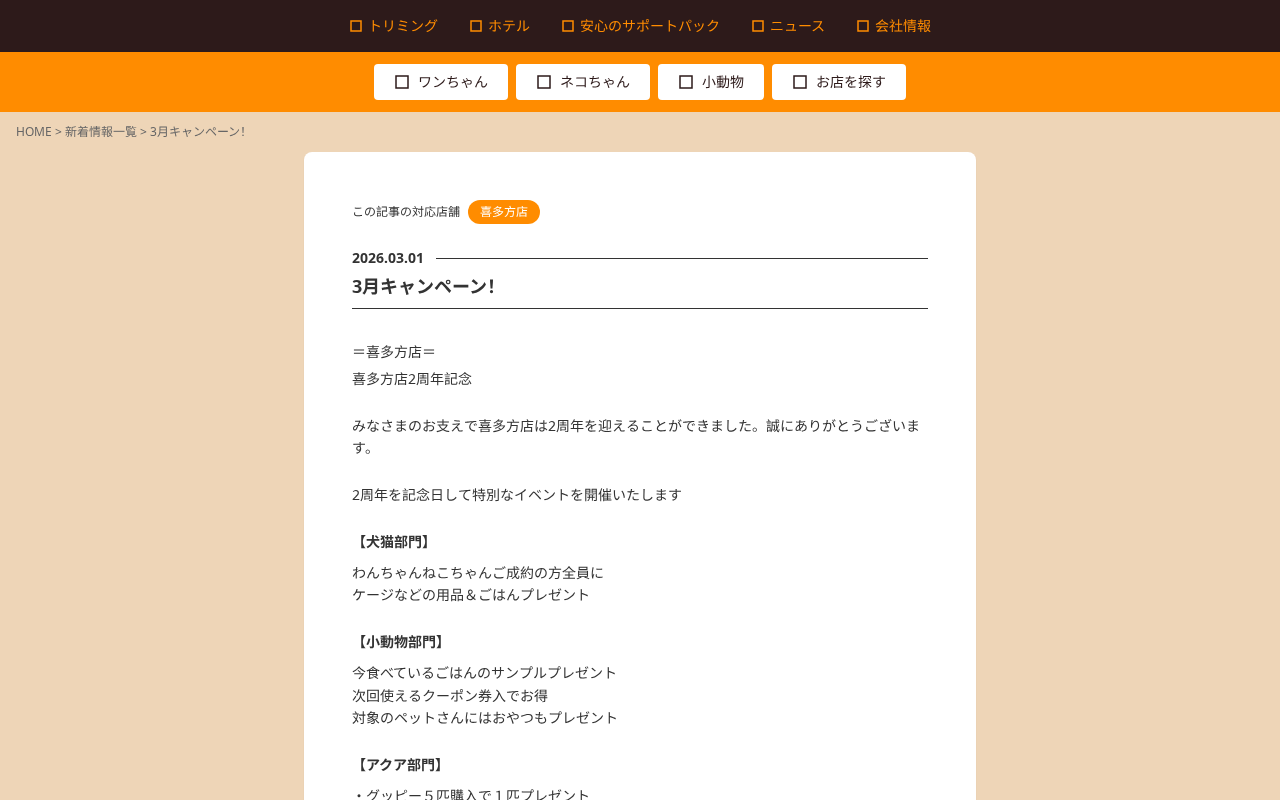 トリミング ホテル 安心のサポートパック ニュース 会社情報
ワンちゃん ネコちゃん 小動物 お店を探す
HOME > 新着情報一覧 > 3月キャンペーン!
この記事の対応店舗 喜多方店
2026.03.01
3月キャンペーン!
＝喜多方店＝
喜多方店2周年記念
みなさまのお支えで喜多方店は2周年を迎えることができました。誠にありがとうございま
す。
2周年を記念日して特別なイベントを開催いたします
【犬猫部門】
わんちゃんねこちゃんご成約の方全員に
ケージなどの用品＆ごはんプレゼント
【小動物部門】
今食べているごはんのサンプルプレゼント
次回使えるクーポン券入でお得
対象のペットさんにはおやつもプレゼント
【アクア部門】
・グッピー５匹購入で１匹プレゼント